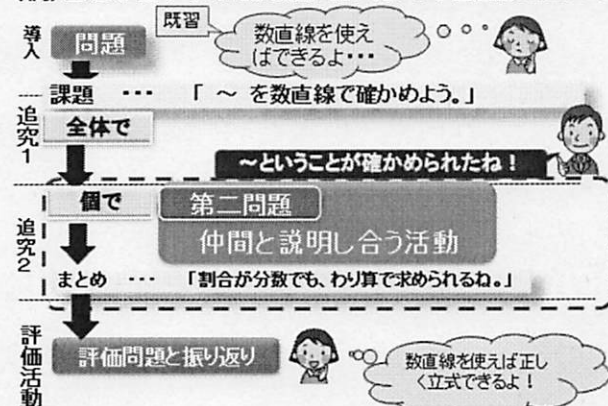 導入
問題
既習
数直線を使え
ばできるよ・・・
課題 ・・・ 「 ～ を数直線で確かめよう。」
追究1
全体で
～ということが確かめられたね！
追究2
個で
第二問題
仲間と説明し合う活動
まとめ ・・・ 「割合が分数でも、わり算で求められるね。」
評価活動
評価問題と振り返り
数直線を使えば正し
く立式できるよ！